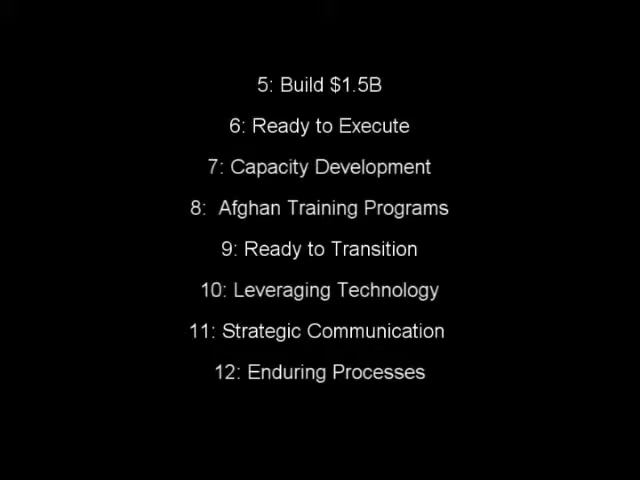 5: Build $1.5B
6: Ready to Execute
7: Capacity Development
8:  Afghan Training Programs
9: Ready to Transition
10: Leveraging Technology
11: Strategic Communication
12: Enduring Processes